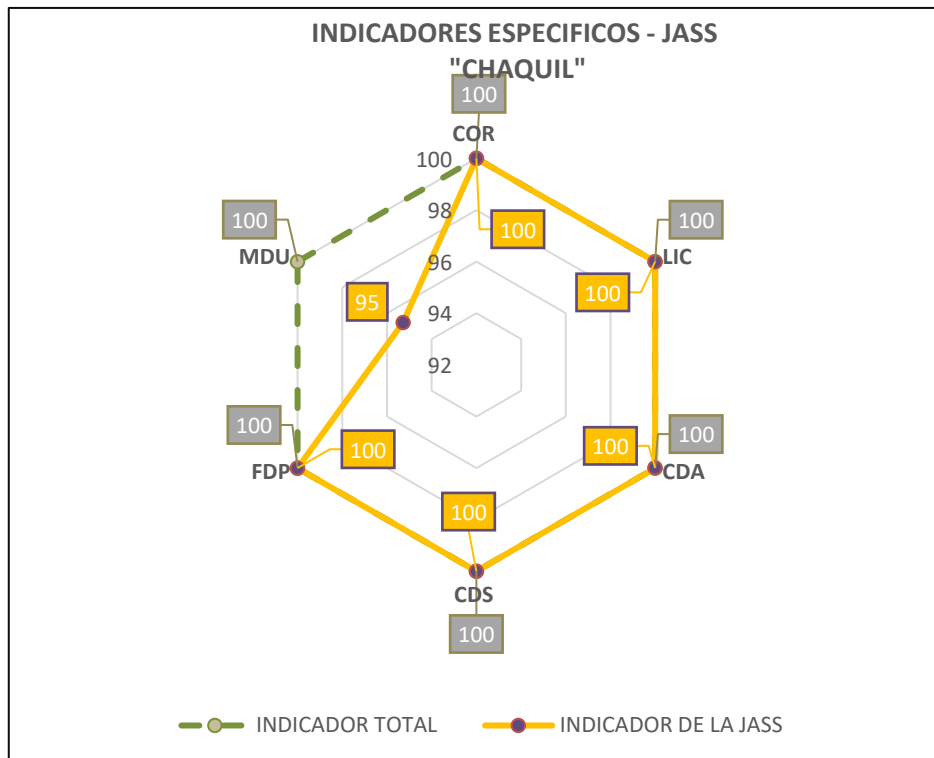 INDICADORES ESPECIFICOS - JASS
"CHAQUIL"
100
COR
100
98
96
94
92
100
100
MDU
100
LIC
100
95
100
FDP
100
100
CDA
100
100
CDS
100
INDICADOR TOTAL
INDICADOR DE LA JASS